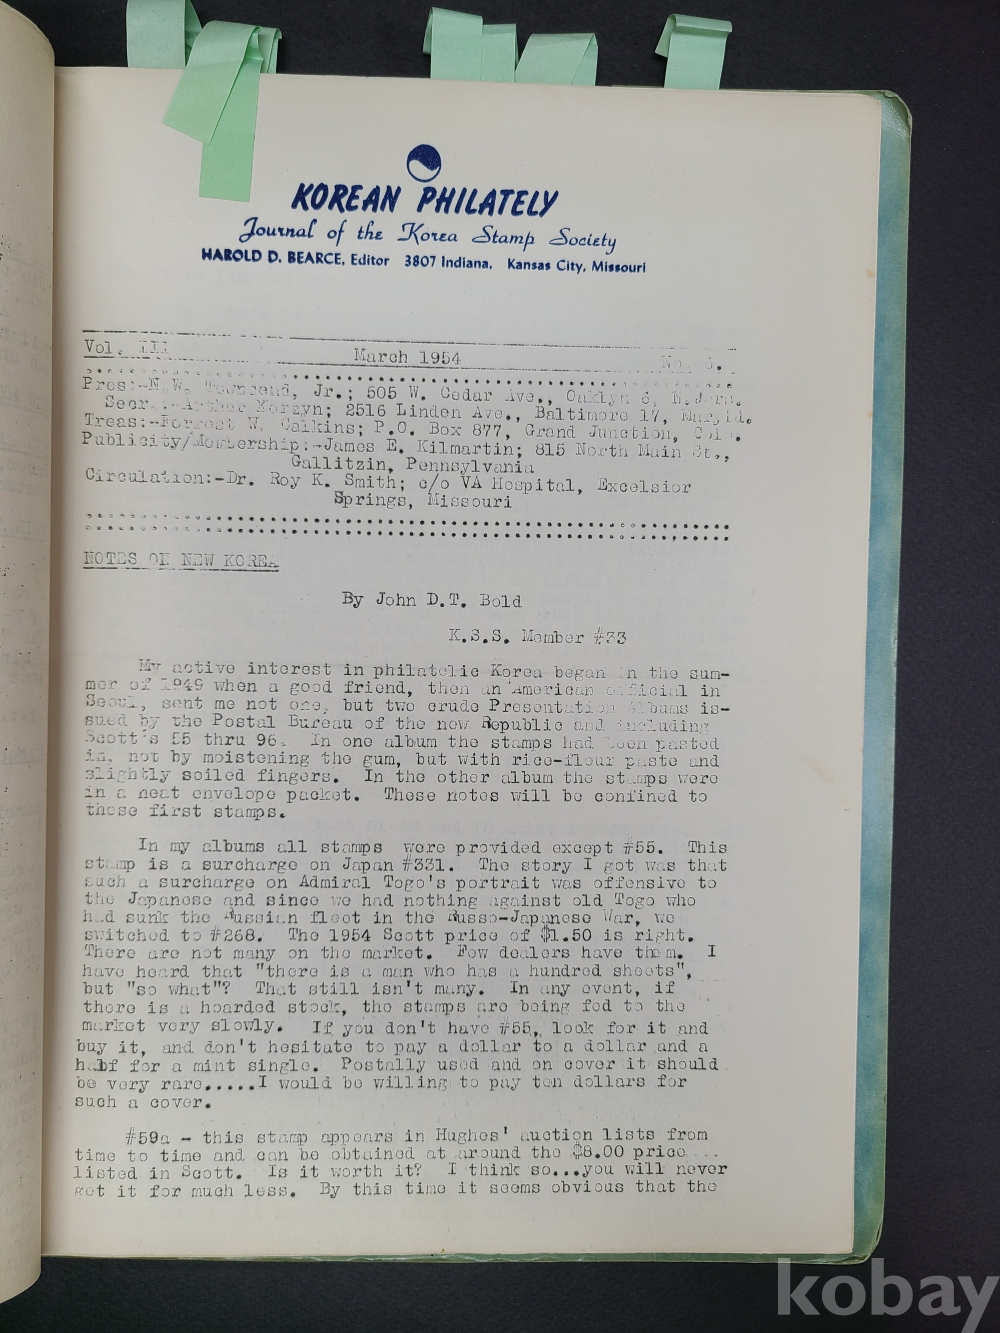 KOREAN PHILATELY
Journal of the Korea Stamp Society
HAROLD D. BEARCE, Editor 3807 Indiana, Kansas City, Missouri
Vol. III March 1954 No.
Pres:-N.W. Townsend, Jr.; 505 W. Cedar Ave., Oaklyn 6, N.
Secr.:-Arthur Korzyn; 2516 Linden Ave., Baltimore 17, Maryld.
Treas:-Forrest W. Calkins; P.O. Box 877, Grand Junction, Colo.
Publicity/Membership:-James E. Kilmartin; 815 North Main St.,
Gallitzin, Pennsylvania
Circulation:-Dr. Roy K. Smith; c/o VA Hospital, Excelsior
Springs, Missouri
NOTES ON NEW KOREA
By John D.T. Bold
K.S.S. Member #33
My active interest in philatelic Korea began in the sum-
mer of 1949 when a good friend, then an American official in
Seoul, sent me not one, but two crude Presentation Albums is-
sued by the Postal Bureau of the new Republic and including
Scott's 55 thru 96. In one album the stamps had been pasted
in, not by moistening the gum, but with rice-flour paste and
slightly soiled fingers. In the other album the stamps were
in a neat envelope packet. These notes will be confined to
these first stamps.
In my albums all stamps were provided except #55. This
stamp is a surcharge on Japan #331. The story I got was that
such a surcharge on Admiral Togo's portrait was offensive to
the Japanese and since we had nothing against old Togo who
had sunk the Russian fleet in the Russo-Japanese War, we
switched to #268. The 1954 Scott price of $1.50 is right.
There are not many on the market. Few dealers have them. I
have heard that "there is a man who has a hundred sheets",
but "so what"? That still isn't many. In any event, if
there is a hoarded stock, the stamps are being fed to the
market very slowly. If you don't have #55, look for it and
buy it, and don't hesitate to pay a dollar to a dollar and a
half for a mint single. Postally used and on cover it should
be very rare.....I would be willing to pay ten dollars for
such a cover.
#59a - this stamp appears in Hughes' auction lists from
time to time and can be obtained at around the $8.00 price
listed in Scott. Is it worth it? I think so...you will never
get it for much less. By this time it seems obvious that the
kobay